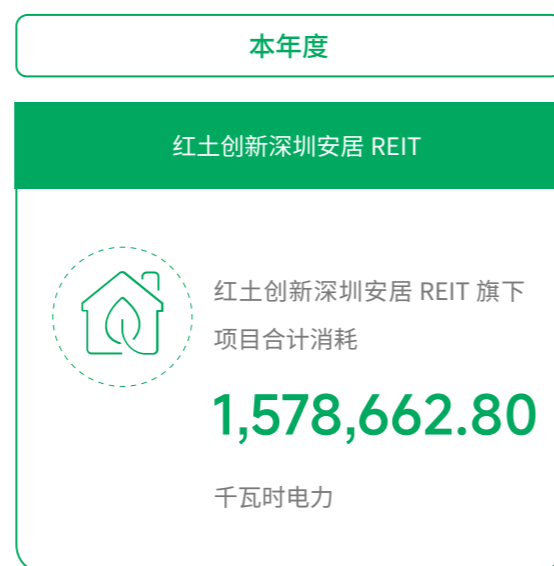 本年度
红土创新深圳安居 REIT
红土创新深圳安居 REIT 旗下
项目合计消耗
1,578,662.80
千瓦时电力